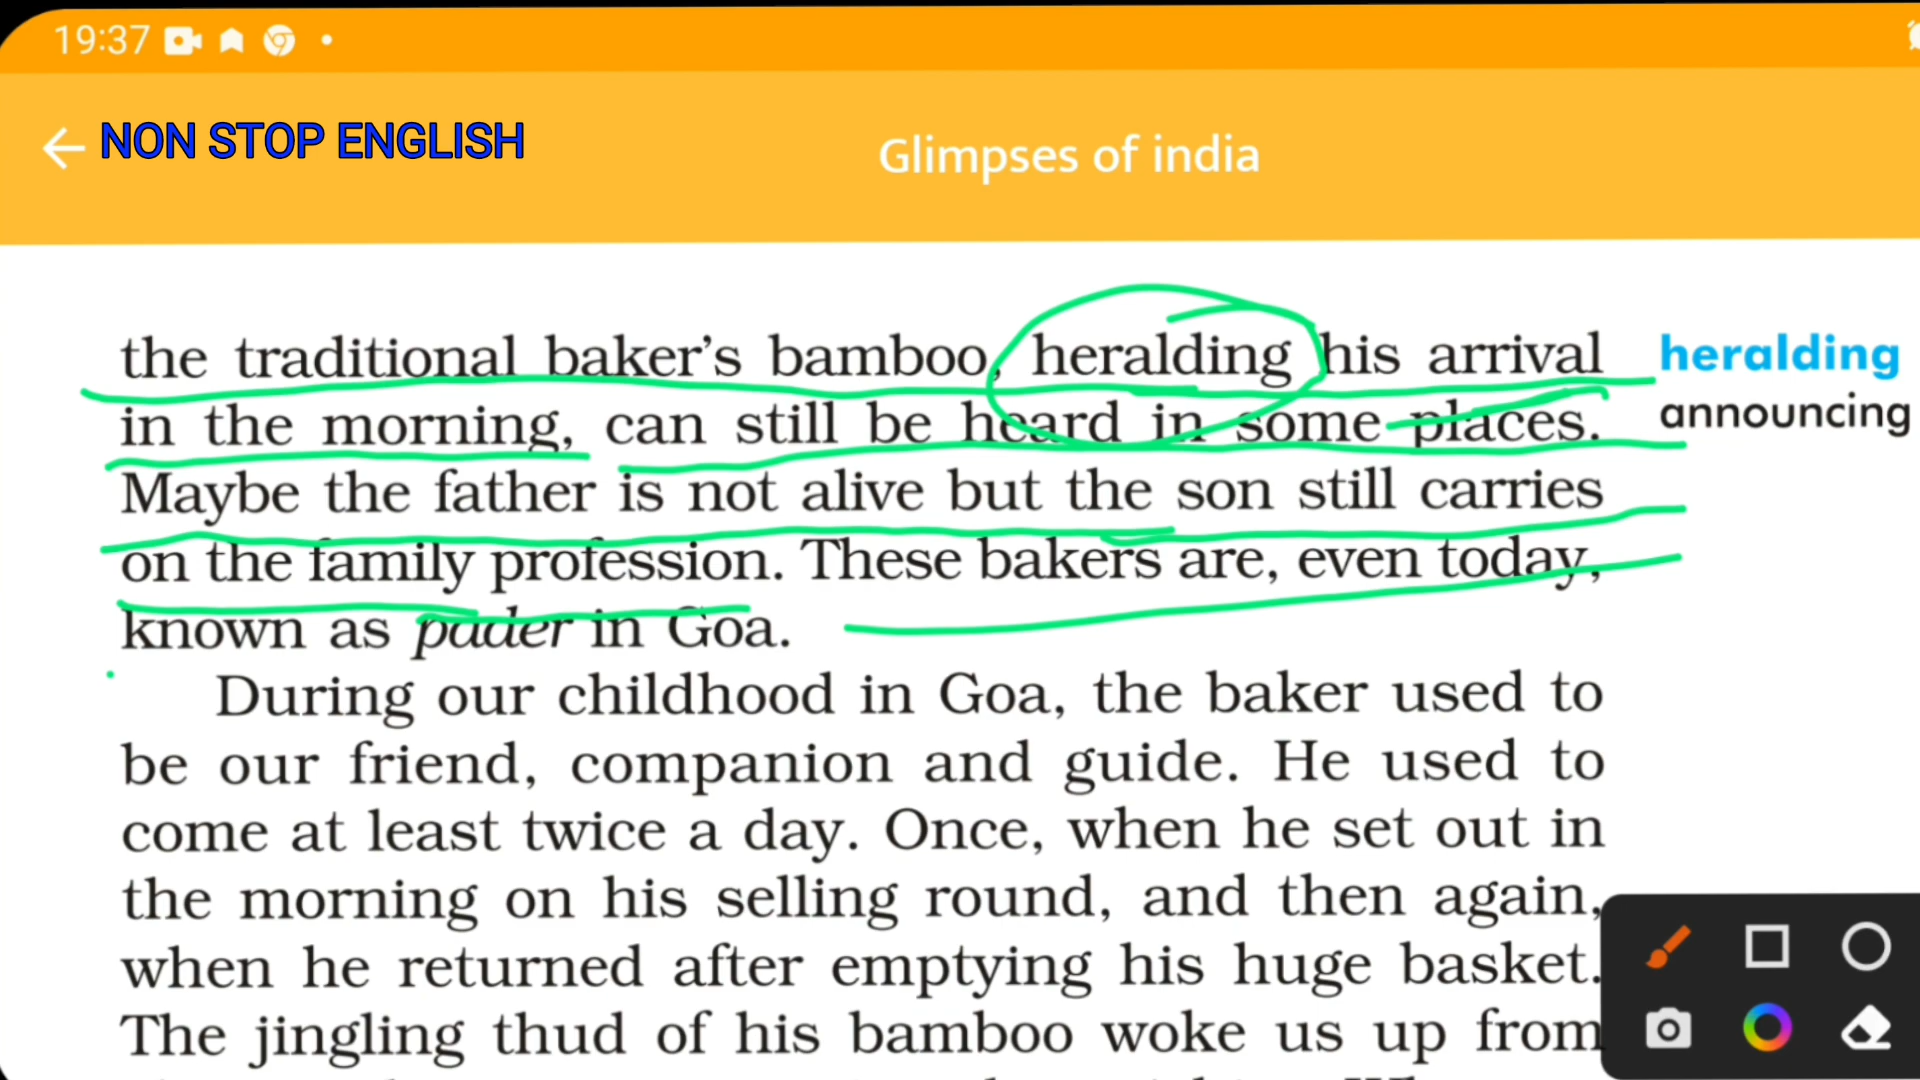 19:37
NON STOP ENGLISH
Glimpses of india
the traditional baker's bamboo, heralding his arrival
heralding
in the morning, can still be heard in some places.
announcing
Maybe the father is not alive but the son still carries
on the family profession. These bakers are, even today,
known as pader in Goa.
During our childhood in Goa, the baker used to
be our friend, companion and guide. He used to
come at least twice a day. Once, when he set out in
the morning on his selling round, and then again,
when he returned after emptying his huge basket.
The jingling thud of his bamboo woke us up from